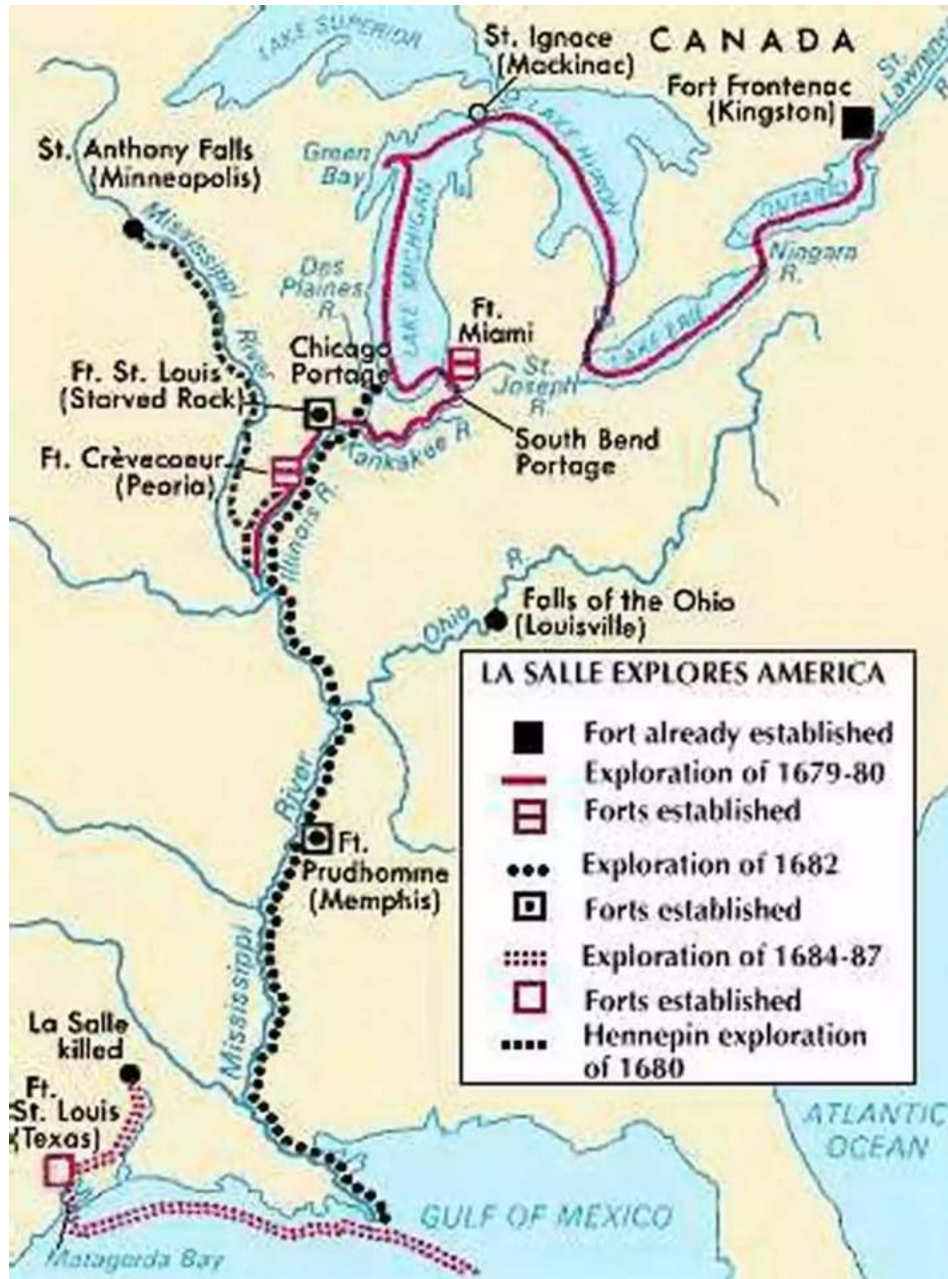 LAKE SUPERIOR
St. Ignace
(Mackinac)
CANADA
St.
Lawrence
R.
Fort Frontenac
(Kingston)
St. Anthony Falls
(Minneapolis)
Green
Bay
LAKE HURON
ONTARIO
Mississippi
River
LAKE MICHIGAN
Niagara
R.
Des
Plaines
R.
LAKE ERIE
Ft.
Miami
Chicago
Portage
Ft. St. Louis
(Starved Rock)
St.
Joseph
R.
Kankakee R.
South Bend
Portage
Ft. Crèvecoeur
(Peoria)
Illinois R.
Ohio R.
Falls of the Ohio
(Louisville)
LA SALLE EXPLORES AMERICA
Fort already established
Exploration of 1679-80
Forts established
Exploration of 1682
Forts established
Exploration of 1684-87
Forts established
Hennepin exploration
of 1680
Mississippi River
Ft.
Prudhomme
(Memphis)
La Salle
killed
Ft.
St. Louis
(Texas)
ATLANTIC
OCEAN
GULF OF MEXICO
Matagorda Bay